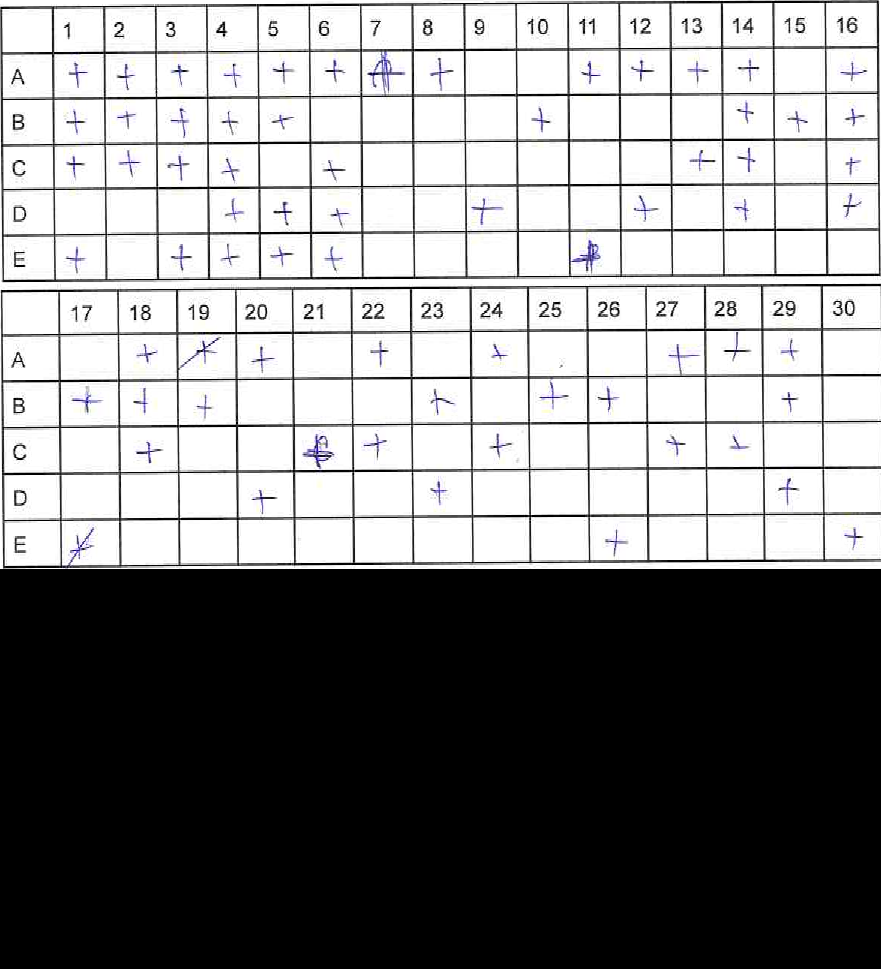 1 2 3 4 5 6 7 8 9 10 11 12 13 14 15 16
A + + + + + + + + + + + + +
B + + + + + + + + +
C + + + + + + + +
D + + + + + + +
E + + + + +
17 18 19 20 21 22 23 24 25 26 27 28 29 30
A + + + + + + + +
B + + + + + + +
C + + + + +
D + + +
E + + +